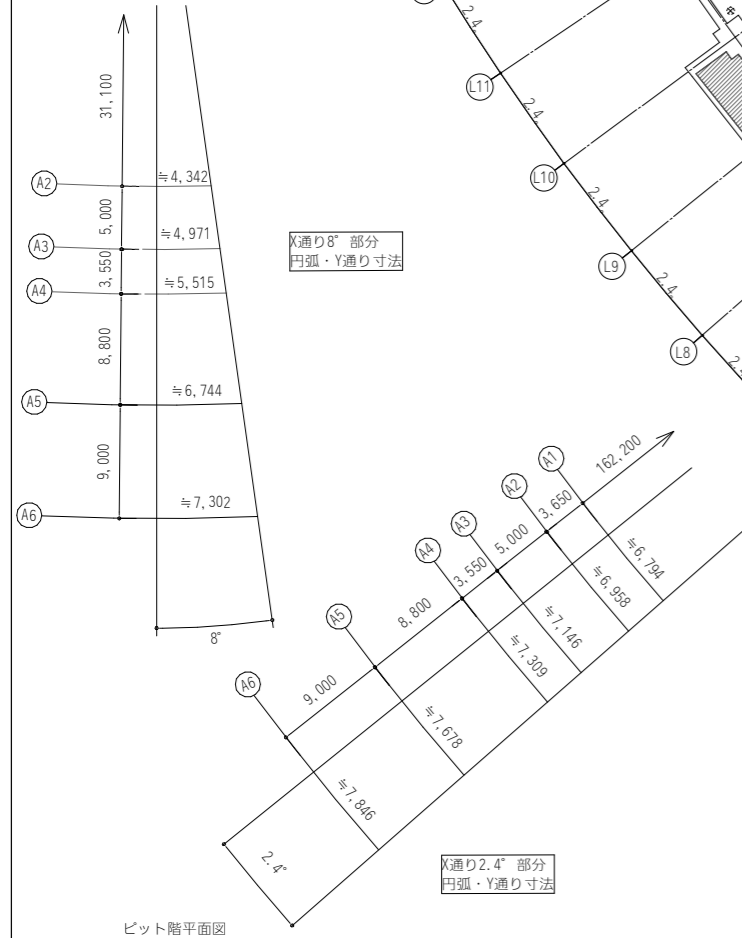 31,100
A2
≒4,342
5,000
A3
≒4,971
3,550
A4
≒5,515
8,800
A5
≒6,744
9,000
A6
≒7,302
8°
X通り8° 部分
円弧・Y通り寸法
2.4°
L11
2.4°
L10
2.4°
L9
2.4°
L8
162,200
A1
3,650
A2
5,000
A3
3,550
A4
8,800
A5
9,000
A6
≒6,794
≒6,958
≒7,146
≒7,309
≒7,678
≒7,846
2.4°
X通り2.4° 部分
円弧・Y通り寸法
ピット階平面図